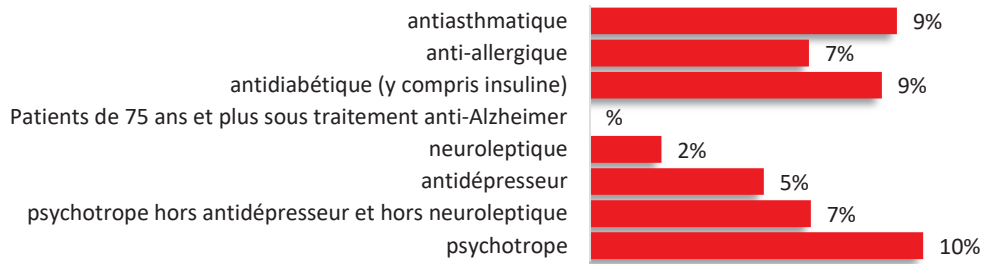 antiasthmatique 9%
anti-allergique 7%
antidiabétique (y compris insuline) 9%
Patients de 75 ans et plus sous traitement anti-Alzheimer %
neuroleptique 2%
antidépresseur 5%
psychotrope hors antidépresseur et hors neuroleptique 7%
psychotrope 10%